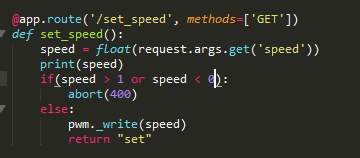 @app.route('/set_speed', methods=['GET'])
def set_speed():
    speed = float(request.args.get('speed'))
    print(speed)
    if(speed > 1 or speed < 0):
        abort(400)
    else:
        pwm._write(speed)
        return "set"